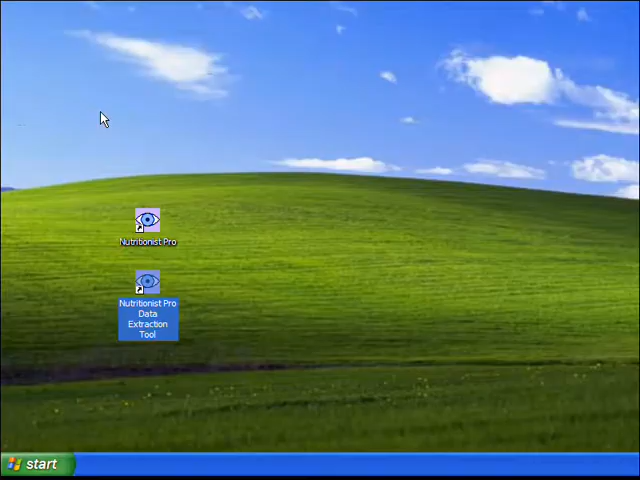 Nutritionist Pro
Nutritionist Pro
Data
Extraction
Tool
start